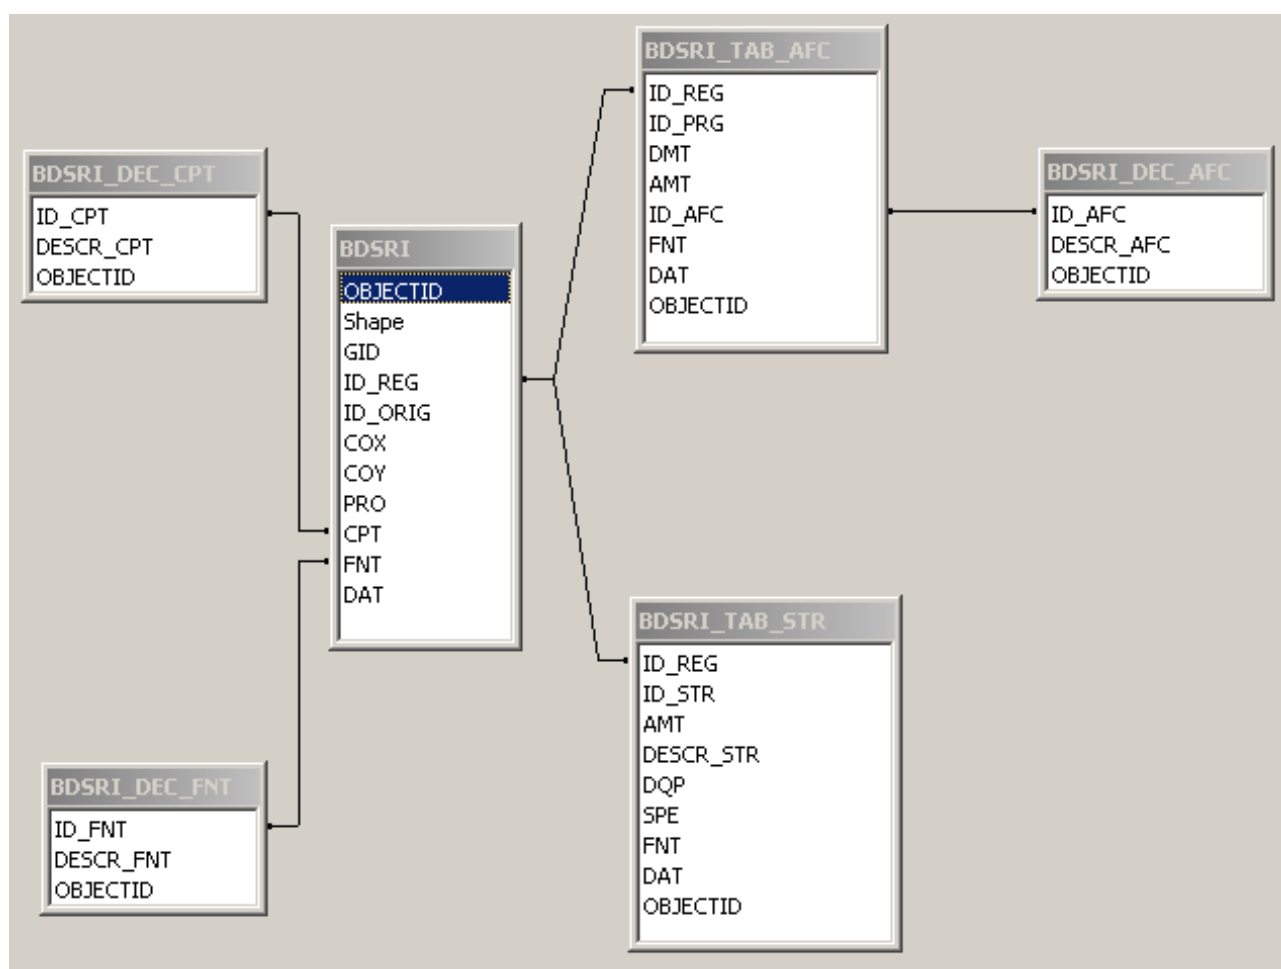 BDSRI_DEC_CPT
ID_CPT
DESCR_CPT
OBJECTID
BDSRI_DEC_FNT
ID_FNT
DESCR_FNT
OBJECTID
BDSRI
OBJECTID
Shape
GID
ID_REG
ID_ORIG
COX
COY
PRO
CPT
FNT
DAT
BDSRI_TAB_AFC
ID_REG
ID_PRG
DMT
AMT
ID_AFC
FNT
DAT
OBJECTID
BDSRI_TAB_STR
ID_REG
ID_STR
AMT
DESCR_STR
DQP
SPE
FNT
DAT
OBJECTID
BDSRI_DEC_AFC
ID_AFC
DESCR_AFC
OBJECTID